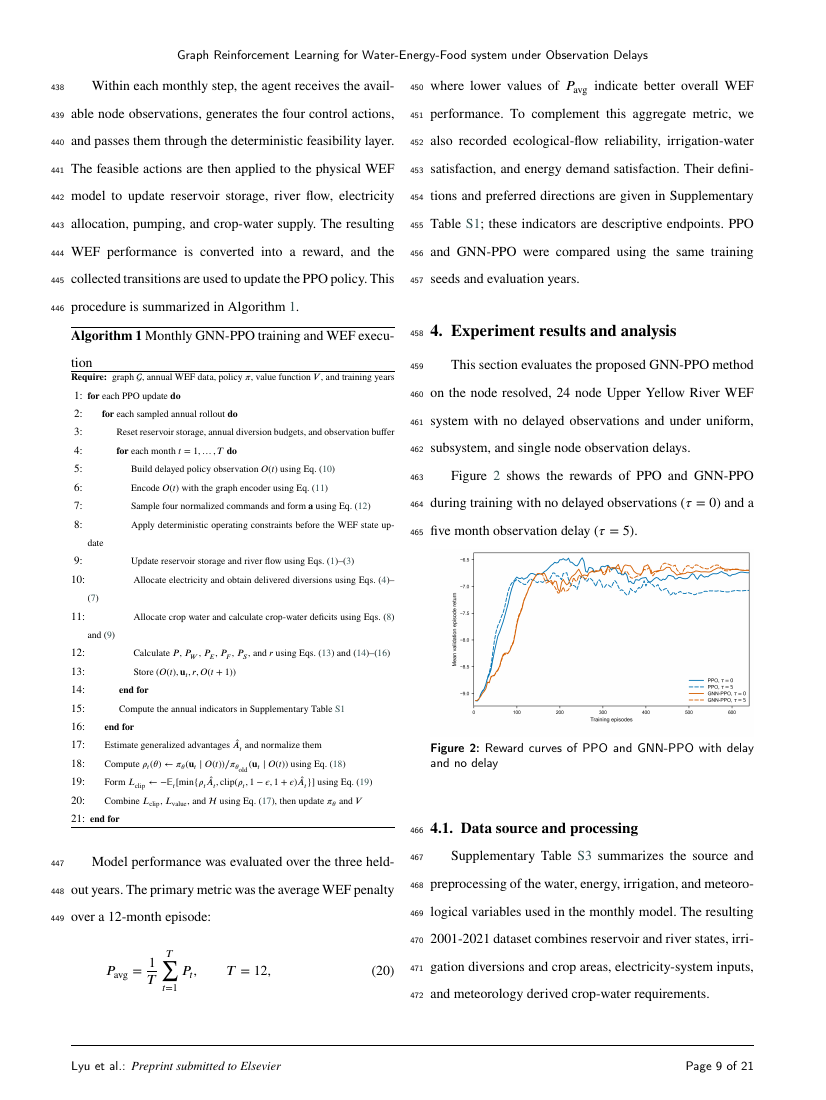 Graph Reinforcement Learning for Water-Energy-Food system under Observation Delays
438 Within each monthly step, the agent receives the avail-
439 able node observations, generates the four control actions,
440 and passes them through the deterministic feasibility layer.
441 The feasible actions are then applied to the physical WEF
442 model to update reservoir storage, river flow, electricity
443 allocation, pumping, and crop-water supply. The resulting
444 WEF performance is converted into a reward, and the
445 collected transitions are used to update the PPO policy. This
446 procedure is summarized in Algorithm 1.
Algorithm 1 Monthly GNN-PPO training and WEF execu-
tion
Require: graph 𝒢, annual WEF data, policy π, value function V, and training years
1: for each PPO update do
2: for each sampled annual rollout do
3: Reset reservoir storage, annual diversion budgets, and observation buffer
4: for each month t = 1, … , T do
5: Build delayed policy observation O(t) using Eq. (10)
6: Encode O(t) with the graph encoder using Eq. (11)
7: Sample four normalized commands and form a using Eq. (12)
8: Apply deterministic operating constraints before the WEF state up-
date
9: Update reservoir storage and river flow using Eqs. (1)–(3)
10: Allocate electricity and obtain delivered diversions using Eqs. (4)–
(7)
11: Allocate crop water and calculate crop-water deficits using Eqs. (8)
and (9)
12: Calculate P, P_W, P_E, P_F, P_S, and r using Eqs. (13) and (14)–(16)
13: Store (O(t), u_t, r, O(t + 1))
14: end for
15: Compute the annual indicators in Supplementary Table S1
16: end for
17: Estimate generalized advantages Â_t and normalize them
18: Compute ρ_t(θ) ← π_θ(u_t | O(t))/π_θ_old(u_t | O(t)) using Eq. (18)
19: Form L_clip ← −𝔼_t[min{ρ_t Â_t, clip(ρ_t, 1 − ϵ, 1 + ϵ)Â_t}] using Eq. (19)
20: Combine L_clip, L_value, and ℋ using Eq. (17), then update π_θ and V
21: end for
447 Model performance was evaluated over the three held-
448 out years. The primary metric was the average WEF penalty
449 over a 12-month episode:
P_avg = 1/T ∑_{t=1}^{T} P_t, T = 12, (20)
450 where lower values of P_avg indicate better overall WEF
451 performance. To complement this aggregate metric, we
452 also recorded ecological-flow reliability, irrigation-water
453 satisfaction, and energy demand satisfaction. Their defini-
454 tions and preferred directions are given in Supplementary
455 Table S1; these indicators are descriptive endpoints. PPO
456 and GNN-PPO were compared using the same training
457 seeds and evaluation years.
458 4. Experiment results and analysis
459 This section evaluates the proposed GNN-PPO method
460 on the node resolved, 24 node Upper Yellow River WEF
461 system with no delayed observations and under uniform,
462 subsystem, and single node observation delays.
463 Figure 2 shows the rewards of PPO and GNN-PPO
464 during training with no delayed observations (τ = 0) and a
465 five month observation delay (τ = 5).
Mean validation episode return
−6.5
−7.0
−7.5
−8.0
−8.5
−9.0
PPO, τ = 0
PPO, τ = 5
GNN-PPO, τ = 0
GNN-PPO, τ = 5
0 100 200 300 400 500 600
Training episodes
Figure 2: Reward curves of PPO and GNN-PPO with delay
and no delay
466 4.1. Data source and processing
467 Supplementary Table S3 summarizes the source and
468 preprocessing of the water, energy, irrigation, and meteoro-
469 logical variables used in the monthly model. The resulting
470 2001-2021 dataset combines reservoir and river states, irri-
471 gation diversions and crop areas, electricity-system inputs,
472 and meteorology derived crop-water requirements.
Lyu et al.: Preprint submitted to Elsevier
Page 9 of 21